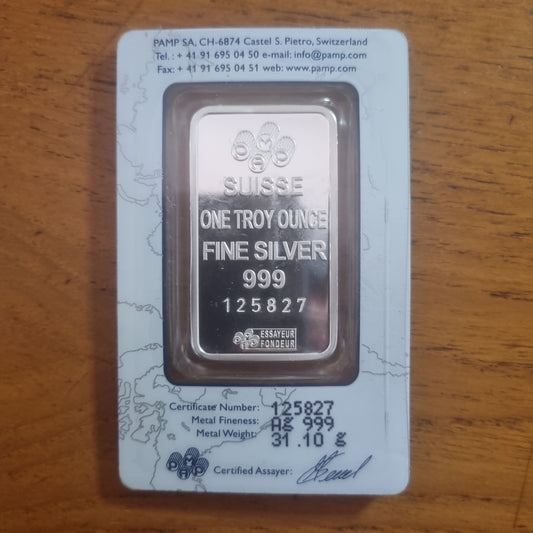 PAMP SA, CH-6874 Castel S. Pietro, Switzerland
Tel. : + 41 91 695 04 50 e-mail: info@pamp.com
Fax: + 41 91 695 04 51 web: www.pamp.com
PAMP
SUISSE
ONE TROY OUNCE
FINE SILVER
999
125827
ESSAYEUR
FONDEUR
Certificate Number: 125827
Metal Fineness: Ag 999
Metal Weight: 31.10 g
PAMP
Certified Assayer: